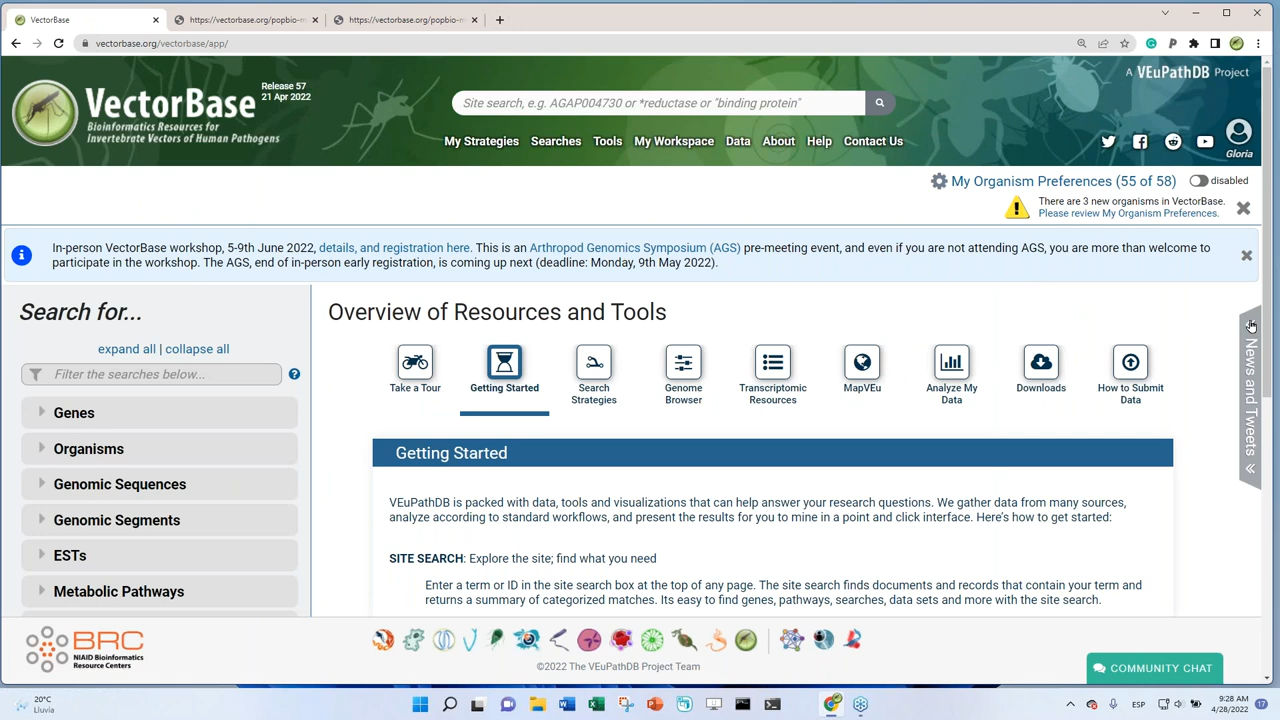 VectorBase
https://vectorbase.org/popbio-m
https://vectorbase.org/popbio-m
vectorbase.org/vectorbase/app/
VectorBase
Release 57
21 Apr 2022
Bioinformatics Resources for
Invertebrate Vectors of Human Pathogens
Site search, e.g. AGAP004730 or *reductase or "binding protein"
A VEuPathDB Project
My Strategies Searches Tools My Workspace Data About Help Contact Us
Gloria
My Organism Preferences (55 of 58) disabled
There are 3 new organisms in VectorBase.
Please review My Organism Preferences.
In-person VectorBase workshop, 5-9th June 2022, details, and registration here. This is an Arthropod Genomics Symposium (AGS) pre-meeting event, and even if you are not attending AGS, you are more than welcome to
participate in the workshop. The AGS, end of in-person early registration, is coming up next (deadline: Monday, 9th May 2022).
Search for...
expand all | collapse all
Filter the searches below...
Genes
Organisms
Genomic Sequences
Genomic Segments
ESTs
Metabolic Pathways
Overview of Resources and Tools
Take a Tour
Getting Started
Search
Strategies
Genome
Browser
Transcriptomic
Resources
MapVEu
Analyze My
Data
Downloads
How to Submit
Data
News and Tweets
Getting Started
VEuPathDB is packed with data, tools and visualizations that can help answer your research questions. We gather data from many sources,
analyze according to standard workflows, and present the results for you to mine in a point and click interface. Here's how to get started:
SITE SEARCH: Explore the site; find what you need
Enter a term or ID in the site search box at the top of any page. The site search finds documents and records that contain your term and
returns a summary of categorized matches. Its easy to find genes, pathways, searches, data sets and more with the site search.
BRC
NIAID Bioinformatics
Resource Centers
©2022 The VEuPathDB Project Team
COMMUNITY CHAT
20°C
Lluvia
ESP
9:28 AM
4/28/2022
17